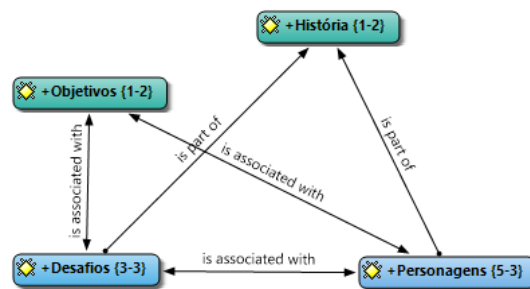 +História {1-2}
+Objetivos {1-2}
is part of
is part of
is associated with
is associated with
is associated with
+Desafios {3-3}
+Personagens {5-3}